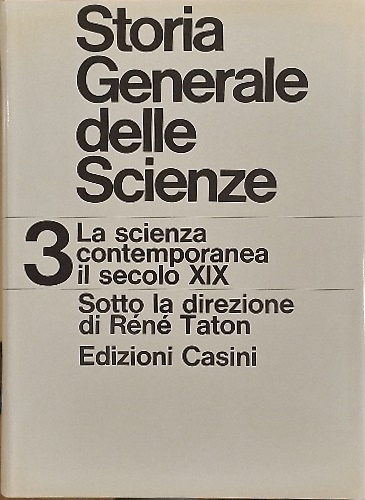 Storia
Generale
delle
Scienze
3 La scienza
contemporanea
il secolo XIX
Sotto la direzione
di Réné Taton
Edizioni Casini